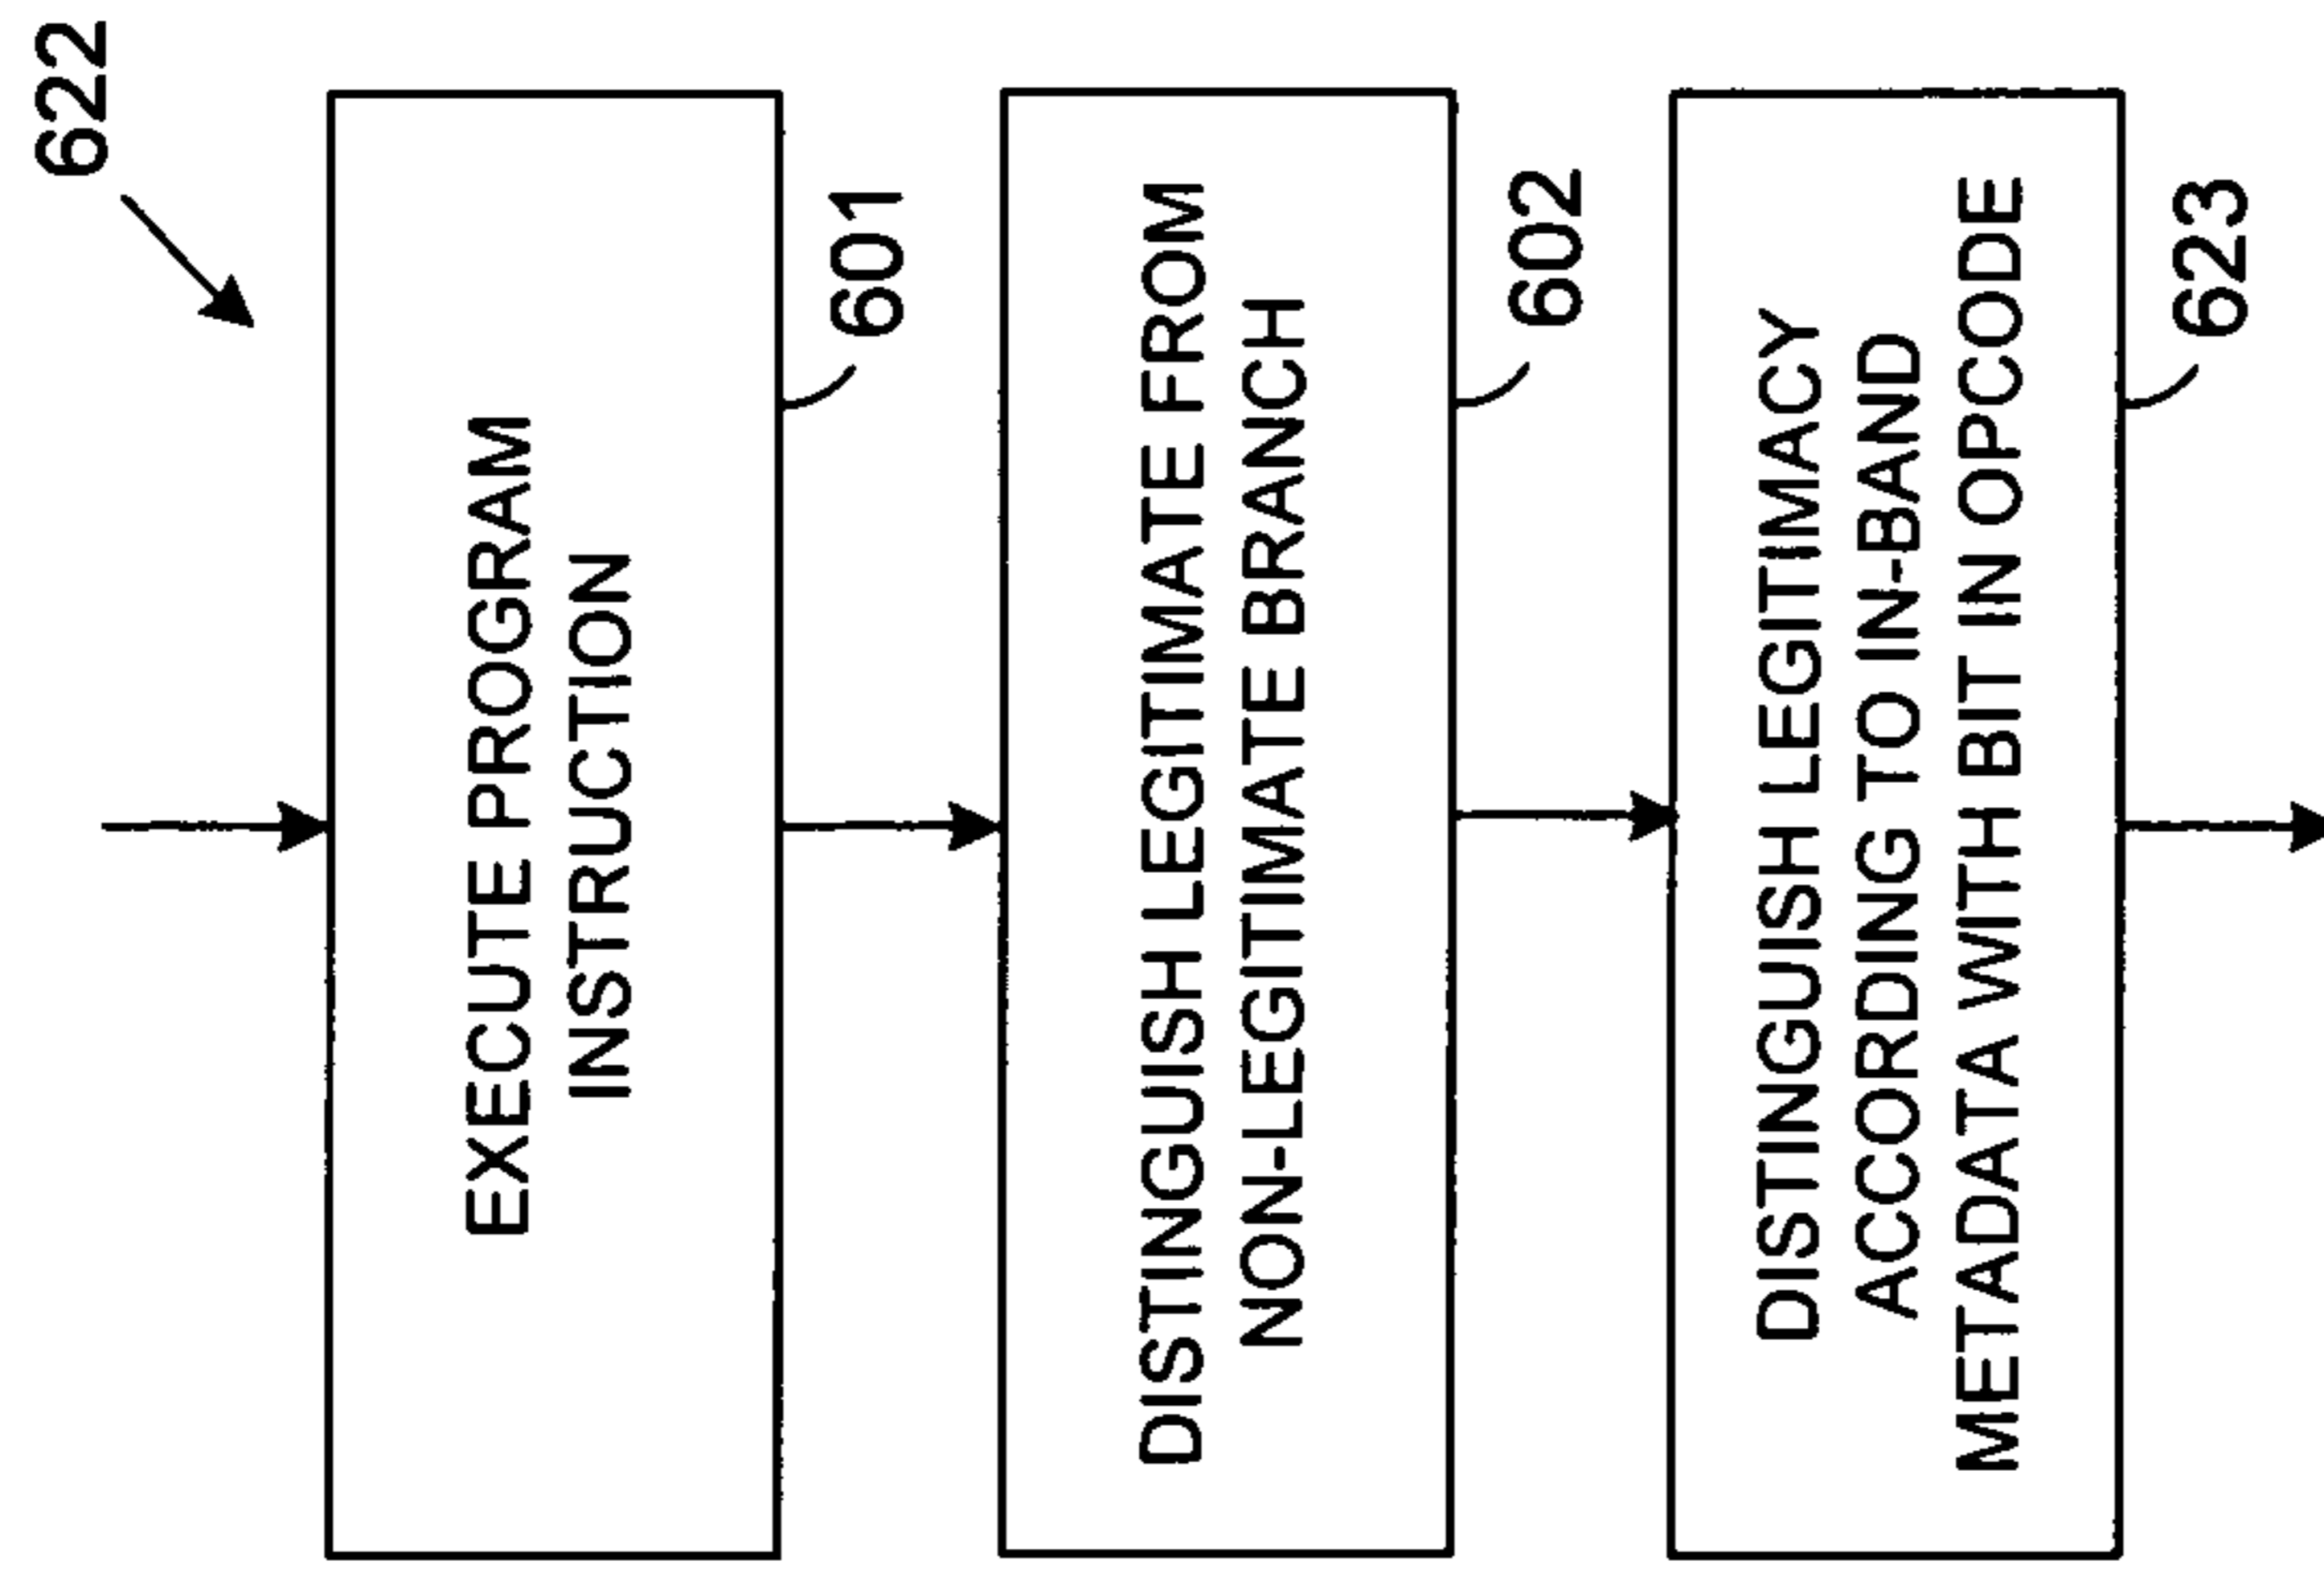 622
EXECUTE PROGRAM
INSTRUCTION
601
DISTINGUISH LEGITIMATE FROM
NON-LEGITIMATE BRANCH
602
DISTINGUISH LEGITIMACY
ACCORDING TO IN-BAND
METADATA WITH BIT IN OPCODE
623